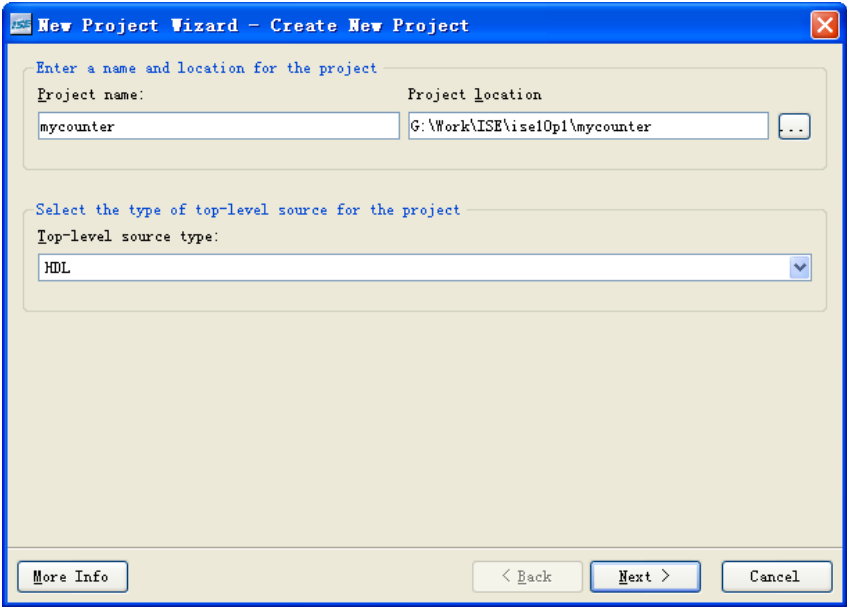 ISE New Project Wizard - Create New Project
Enter a name and location for the project
Project name: Project location
mycounter G:\Work\ISE\ise10p1\mycounter ...
Select the type of top-level source for the project
Top-level source type:
HDL
More Info < Back Next > Cancel